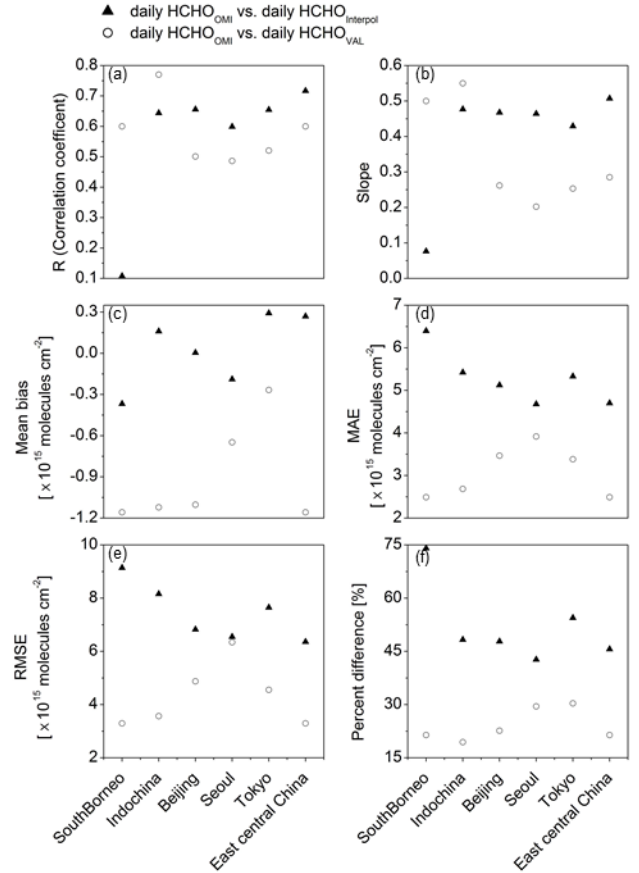 ▲ daily HCHO_OMI vs. daily HCHO_Interpol
○ daily HCHO_OMI vs. daily HCHO_VAL
(a)
R (Correlation coefficent)
0.8
0.7
0.6
0.5
0.4
0.3
0.2
0.1
(b)
Slope
0.6
0.5
0.4
0.3
0.2
0.1
0.0
(c)
Mean bias
[ x 10^15 molecules cm^-2]
0.3
0.0
-0.3
-0.6
-0.9
-1.2
(d)
MAE
[ x 10^15 molecules cm^-2]
7
6
5
4
3
2
(e)
RMSE
[ x 10^15 molecules cm^-2]
10
8
6
4
2
SouthBorneo
Indochina
Beijing
Seoul
Tokyo
East central China
(f)
Percent difference [%]
75
60
45
30
15
SouthBorneo
Indochina
Beijing
Seoul
Tokyo
East central China